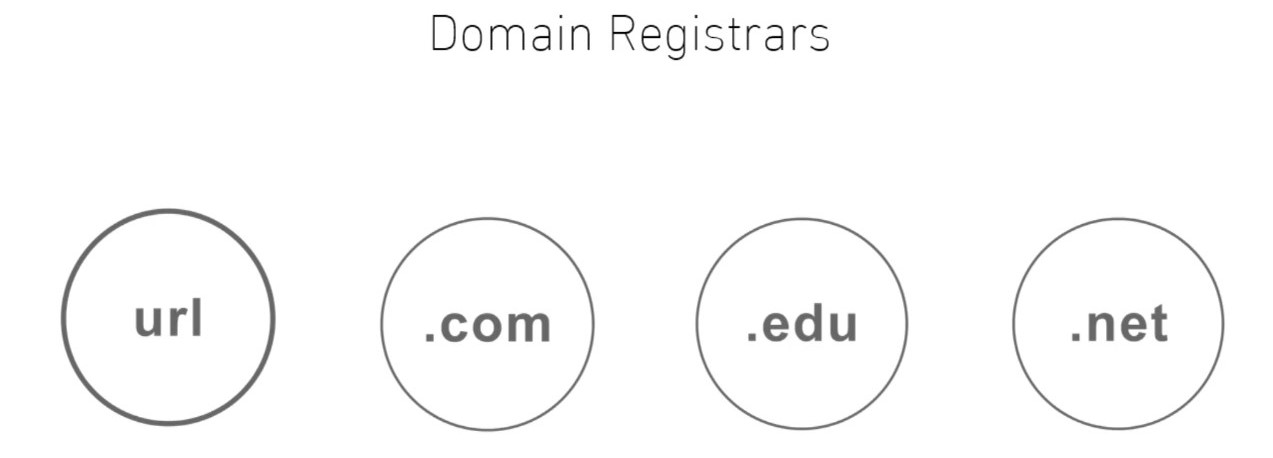 Domain Registrars
url
.com
.edu
.net